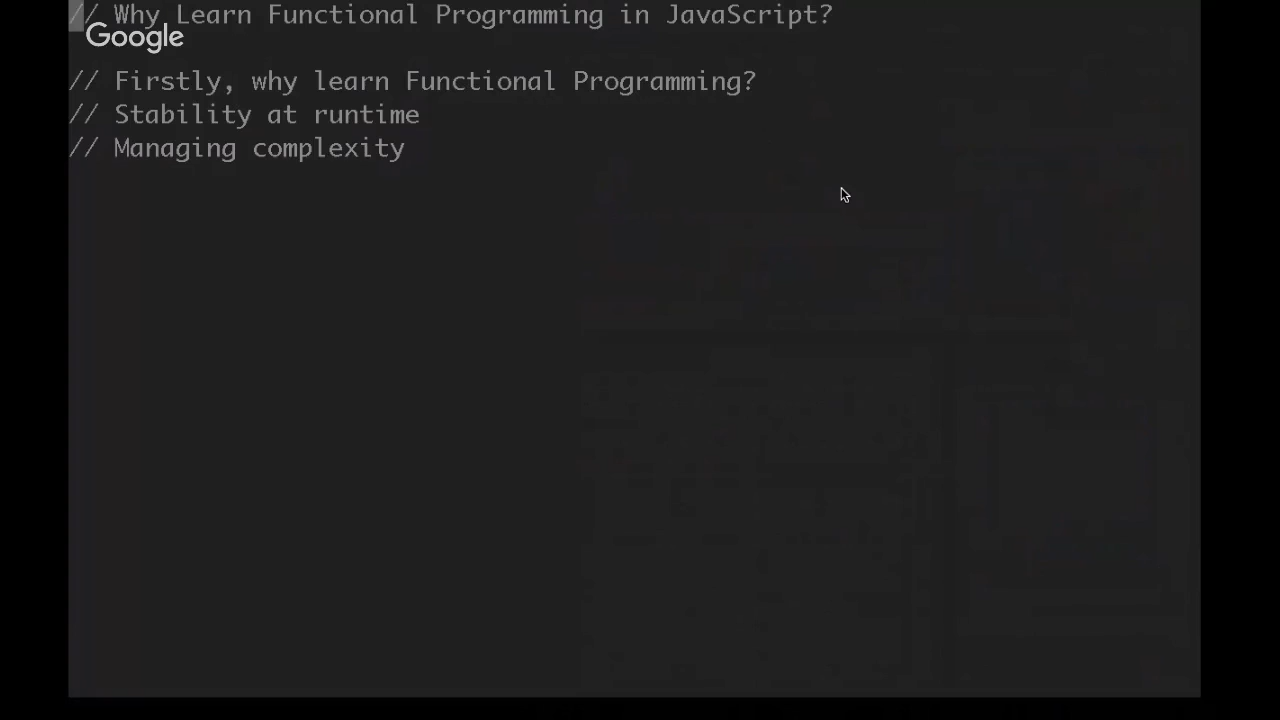 // Why Learn Functional Programming in JavaScript?
Google
// Firstly, why learn Functional Programming?
// Stability at runtime
// Managing complexity